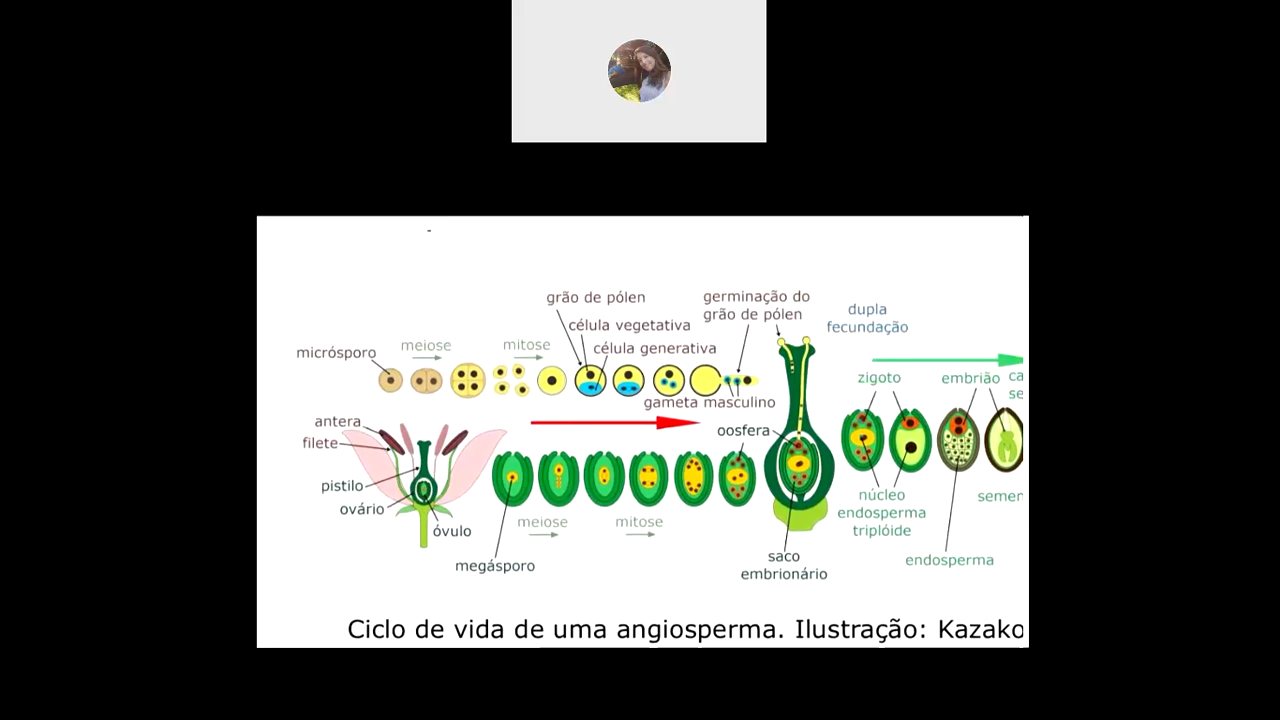 grão de pólen
germinação do
grão de pólen
dupla
fecundação
célula vegetativa
célula generativa
micrósporo
meiose
mitose
zigoto
embrião
gameta masculino
antera
filete
oosfera
pistilo
ovário
óvulo
megásporo
meiose
mitose
núcleo
endosperma
triplóide
endosperma
saco
embrionário
Ciclo de vida de uma angiosperma. Ilustração: